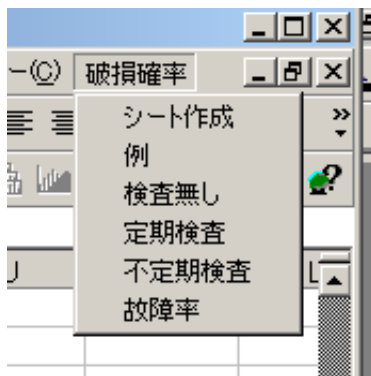 ー(C) 破損確率
シート作成
例
検査無し
定期検査
不定期検査
故障率